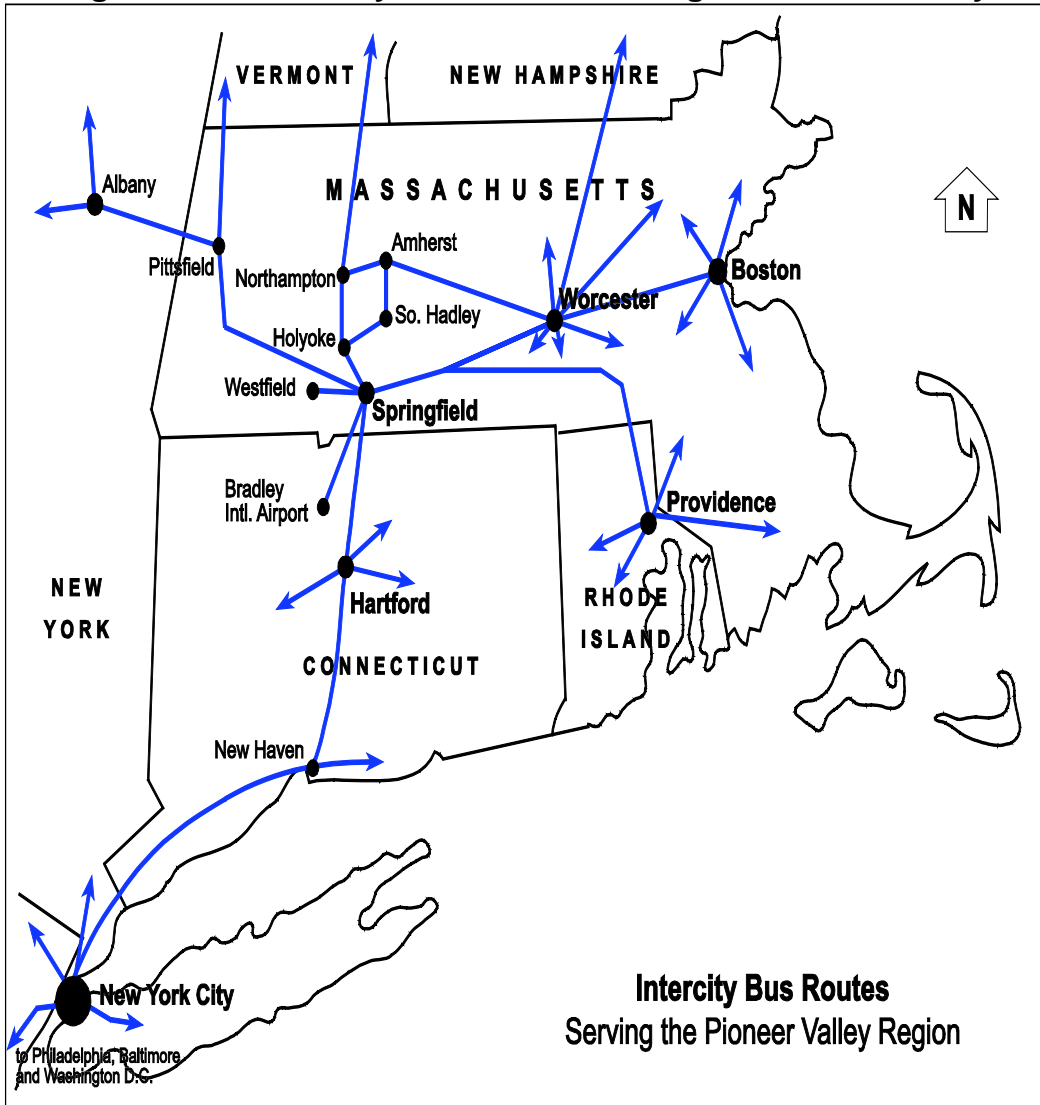 VERMONT
NEW HAMPSHIRE
Albany
MASSACHUSETTS
N
Amherst
Pittsfield
Northampton
Boston
Worcester
So. Hadley
Holyoke
Westfield
Springfield
Bradley
Intl. Airport
Providence
NEW
YORK
Hartford
RHODE
ISLAND
CONNECTICUT
New Haven
New York City
Intercity Bus Routes
Serving the Pioneer Valley Region
to Philadelphia, Baltimore
and Washington D.C.